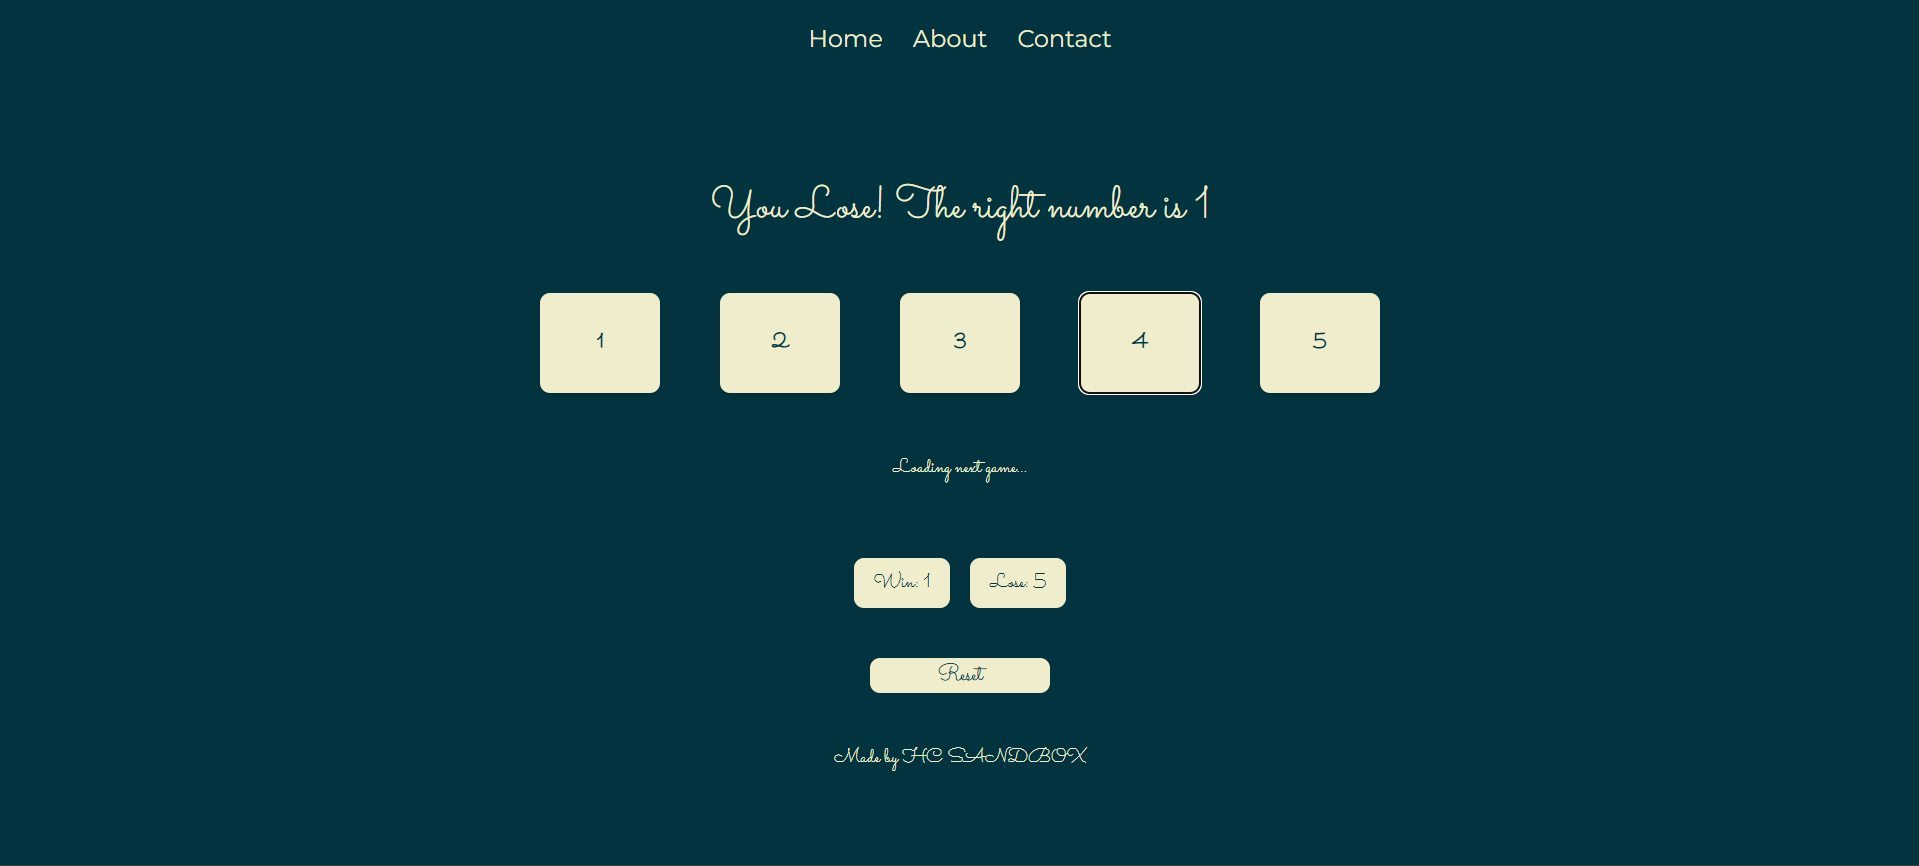 Home About Contact
You Lose! The right number is 1
1 2 3 4 5
Loading next game...
Win: 1 Lose: 5
Reset
Made by HC SANDBOX